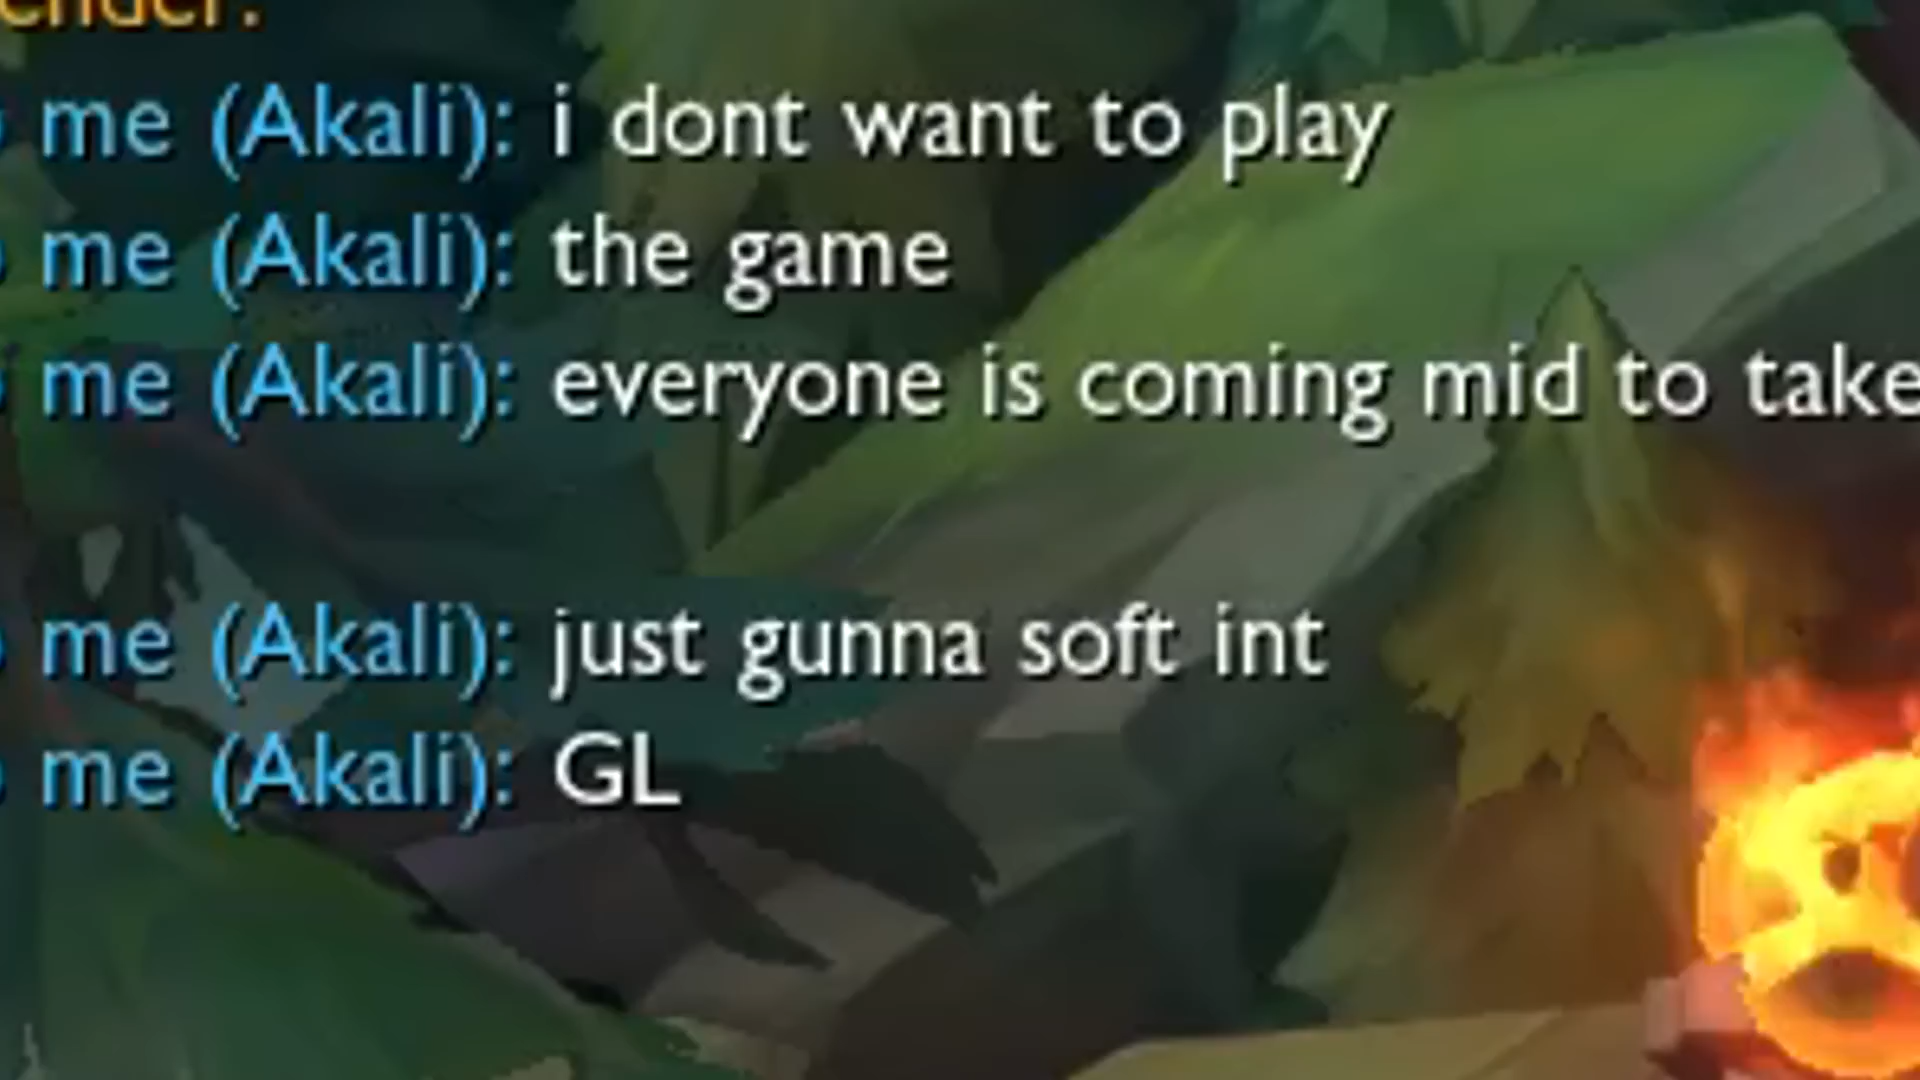 me (Akali): i dont want to play
me (Akali): the game
me (Akali): everyone is coming mid to take
me (Akali): just gunna soft int
me (Akali): GL